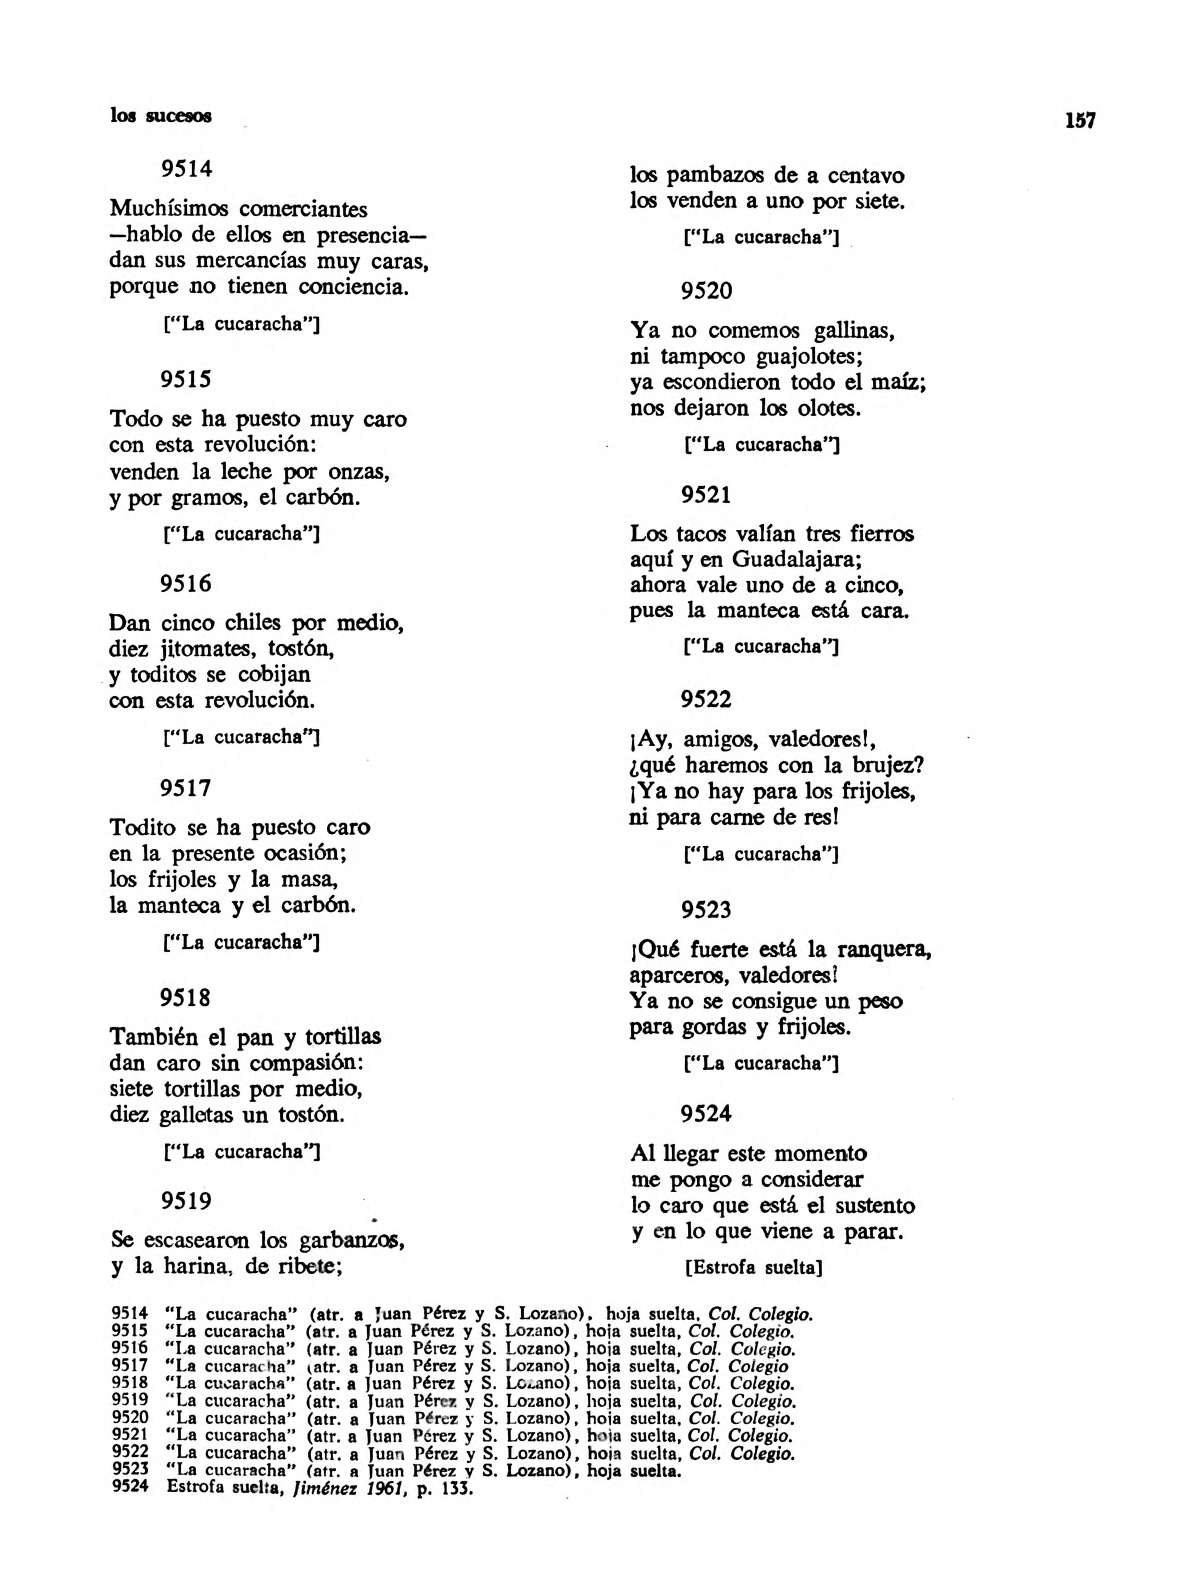 los sucesos
157
9514
Muchísimos comerciantes
—hablo de ellos en presencia—
dan sus mercancías muy caras,
porque no tienen conciencia.
["La cucaracha"]
9515
Todo se ha puesto muy caro
con esta revolución:
venden la leche por onzas,
y por gramos, el carbón.
["La cucaracha"]
9516
Dan cinco chiles por medio,
diez jitomates, tostón,
y toditos se cobijan
con esta revolución.
["La cucaracha"]
9517
Todito se ha puesto caro
en la presente ocasión;
los frijoles y la masa,
la manteca y el carbón.
["La cucaracha"]
9518
También el pan y tortillas
dan caro sin compasión:
siete tortillas por medio,
diez galletas un tostón.
["La cucaracha"]
9519
Se escasearon los garbanzos,
y la harina, de ribete;
los pambazos de a centavo
los venden a uno por siete.
["La cucaracha"]
9520
Ya no comemos gallinas,
ni tampoco guajolotes;
ya escondieron todo el maíz;
nos dejaron los olotes.
["La cucaracha"]
9521
Los tacos valían tres fierros
aquí y en Guadalajara;
ahora vale uno de a cinco,
pues la manteca está cara.
["La cucaracha"]
9522
¡Ay, amigos, valedores!,
¿qué haremos con la brujez?
¡Ya no hay para los frijoles,
ni para carne de res!
["La cucaracha"]
9523
¡Qué fuerte está la ranquera,
aparceros, valedores!
Ya no se consigue un peso
para gordas y frijoles.
["La cucaracha"]
9524
Al llegar este momento
me pongo a considerar
lo caro que está el sustento
y en lo que viene a parar.
[Estrofa suelta]
9514 "La cucaracha" (atr. a Juan Pérez y S. Lozano), hoja suelta, Col. Colegio.
9515 "La cucaracha" (atr. a Juan Pérez y S. Lozano), hoja suelta, Col. Colegio.
9516 "La cucaracha" (atr. a Juan Pérez y S. Lozano), hoja suelta, Col. Colegio.
9517 "La cucaracha" (atr. a Juan Pérez y S. Lozano), hoja suelta, Col. Colegio
9518 "La cucaracha" (atr. a Juan Pérez y S. Lozano), hoja suelta, Col. Colegio.
9519 "La cucaracha" (atr. a Juan Pérez y S. Lozano), hoja suelta, Col. Colegio.
9520 "La cucaracha" (atr. a Juan Pérez y S. Lozano), hoja suelta, Col. Colegio.
9521 "La cucaracha" (atr. a Juan Pérez y S. Lozano), hoja suelta, Col. Colegio.
9522 "La cucaracha" (atr. a Juan Pérez y S. Lozano), hoja suelta, Col. Colegio.
9523 "La cucaracha" (atr. a Juan Pérez y S. Lozano), hoja suelta.
9524 Estrofa suelta, Jiménez 1961, p. 133.